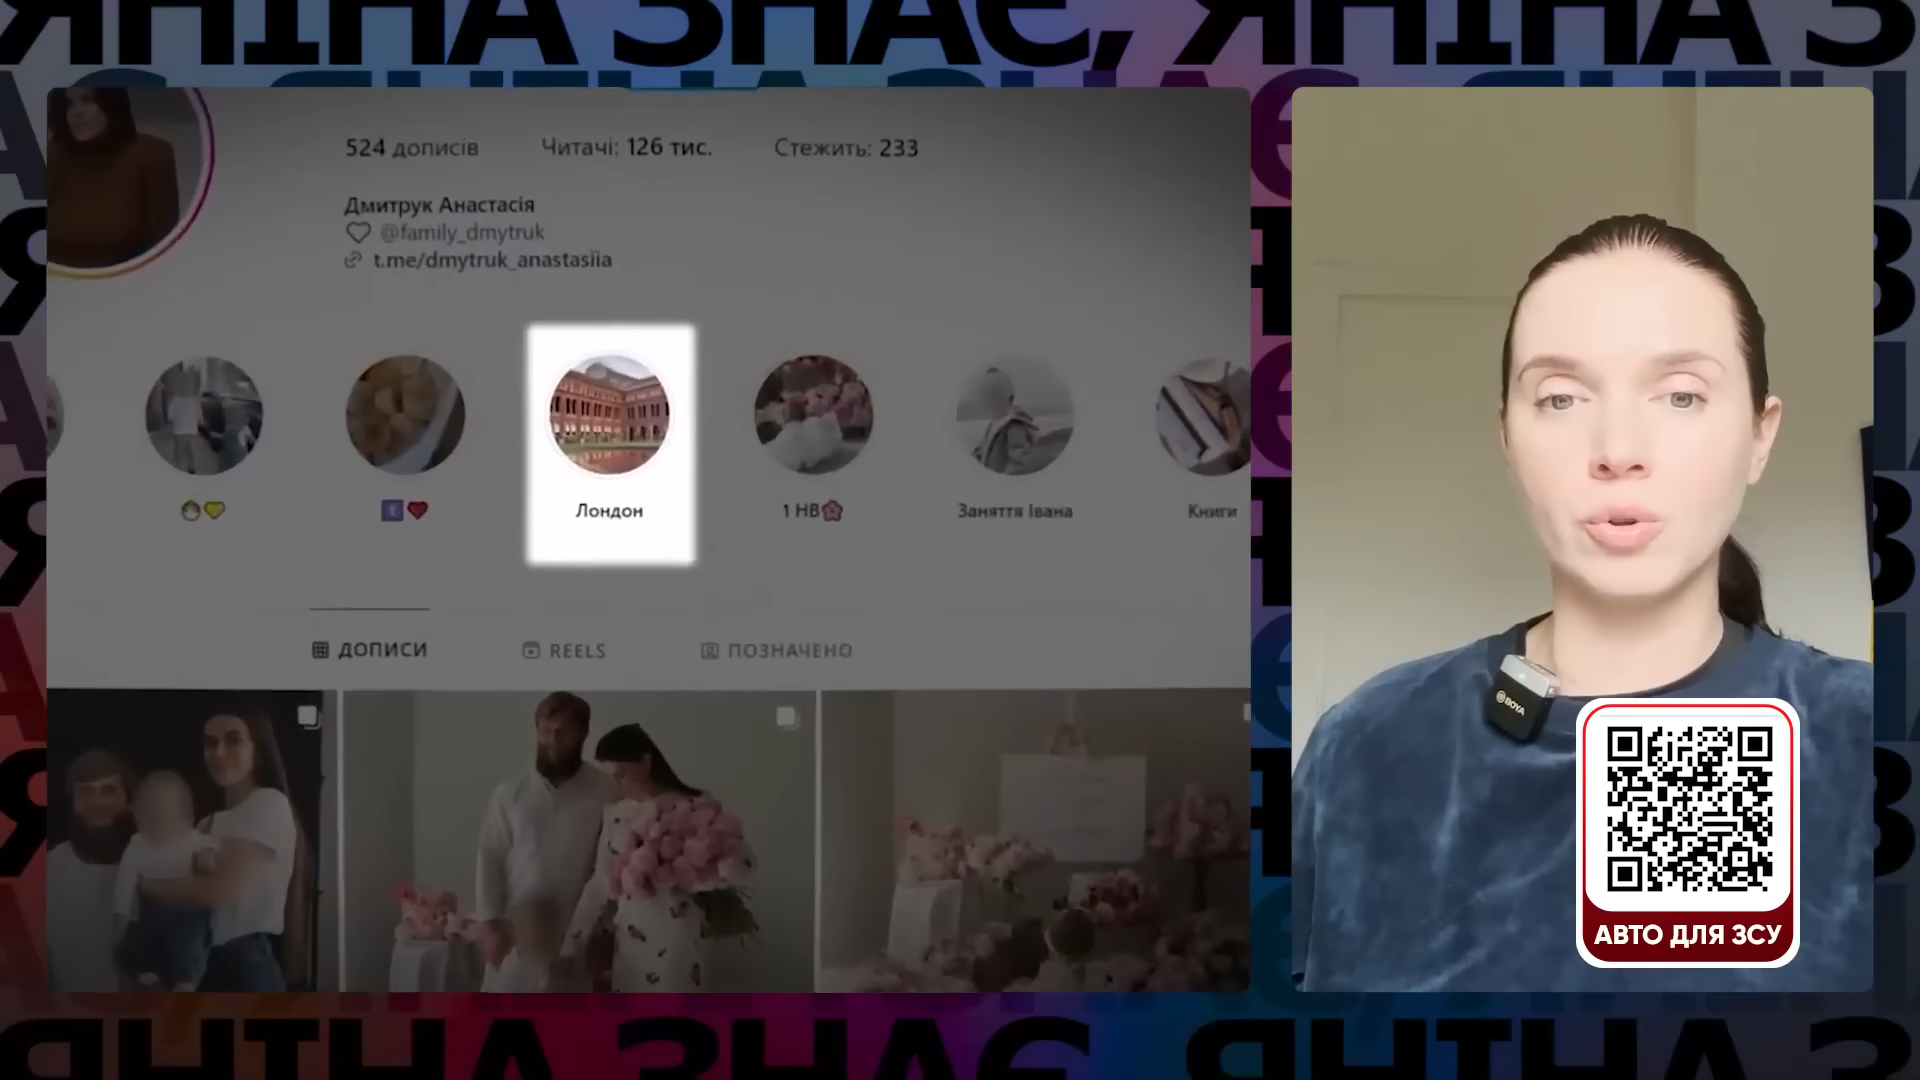 ЯНІНА ЗНАЄ, ЯНІНА З
524 дописів
Читачі: 126 тис.
Стежить: 233
Дмитрук Анастасія
@family_dmytruk
t.me/dmytruk_anastasiia
Лондон
1 НВ
Заняття Івана
Книги
ДОПИСИ
REELS
ПОЗНАЧЕНО
BOYA
АВТО ДЛЯ ЗСУ
ЯНІНА ЗНАЄ, ЯНІНА З